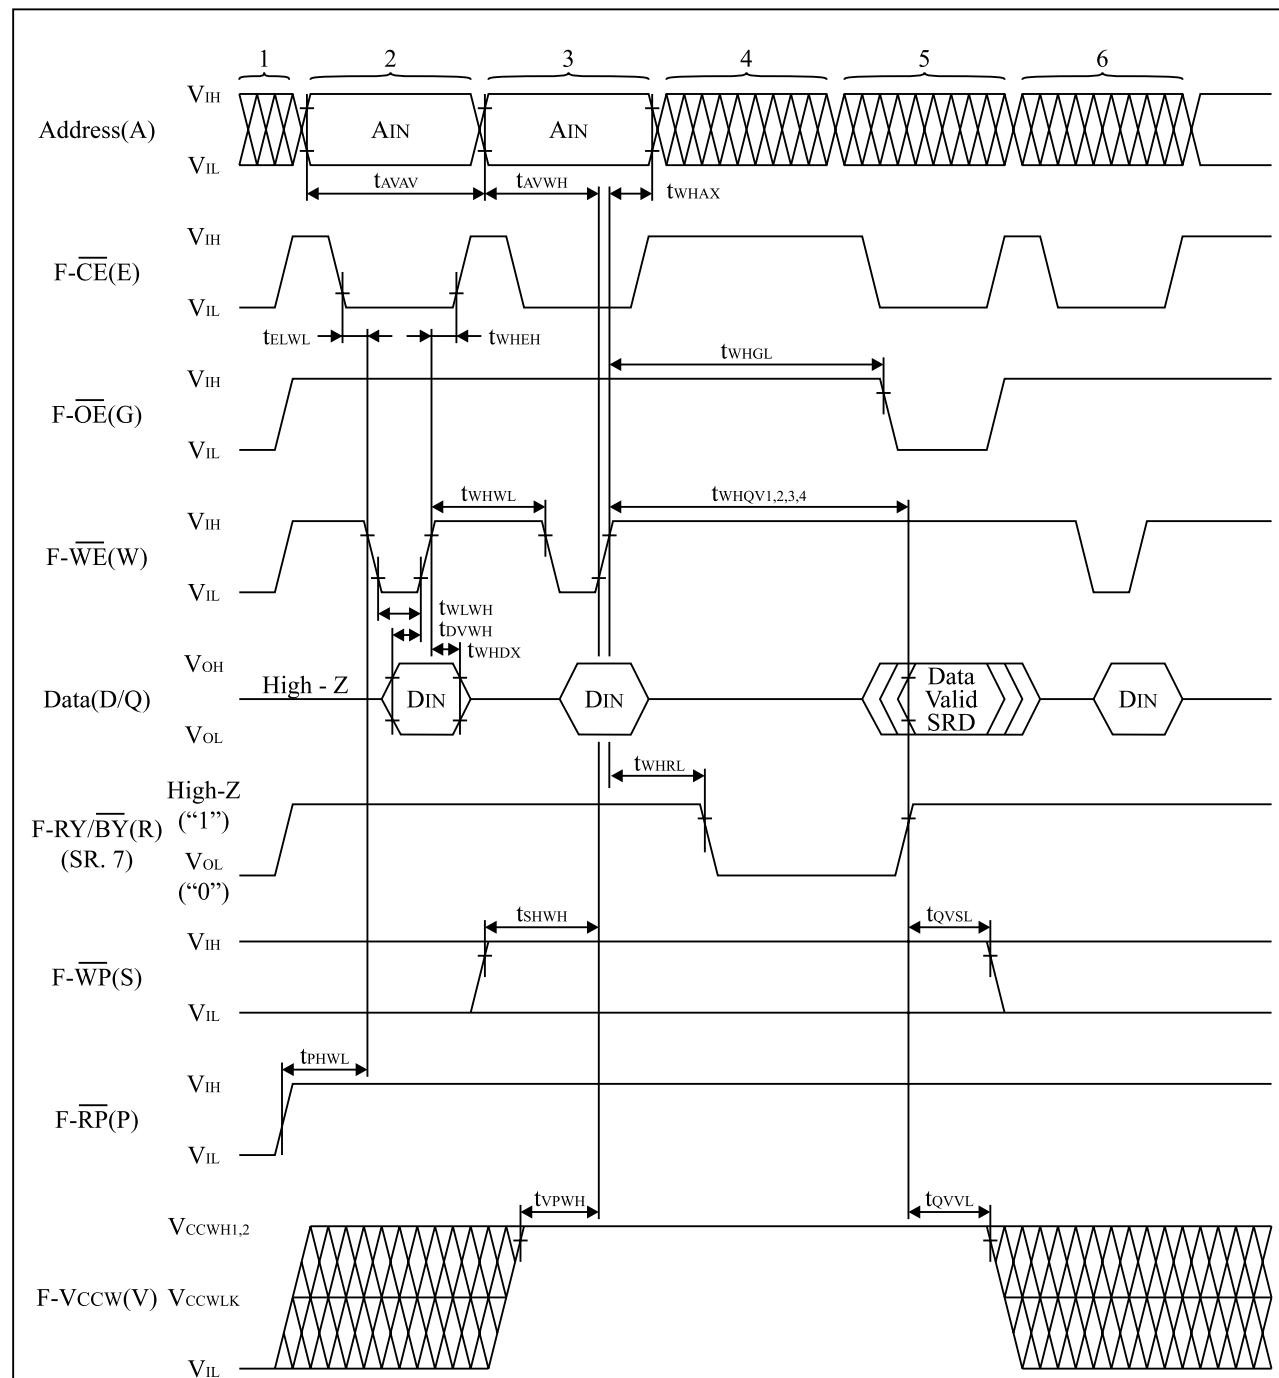 1 2 3 4 5 6
VIH
Address(A) AIN AIN
VIL
tAVAV tAVWH tWHAX
VIH
F-CE(E)
VIL
tELWL tWHEH
tWHGL
VIH
F-OE(G)
VIL
tWHWL tWHQV1,2,3,4
VIH
F-WE(W)
VIL
tWLWH
tDVWH
tWHDX
VOH
Data(D/Q) High - Z DIN DIN Data Valid SRD DIN
VOL
tWHRL
High-Z
(“1”)
F-RY/BY(R)
(SR. 7)
VOL
(“0”)
tSHWH tQVSL
VIH
F-WP(S)
VIL
tPHWL
VIH
F-RP(P)
VIL
tVPWH tQVVL
VCCWH1,2
F-VCCW(V) VCCWLK
VIL